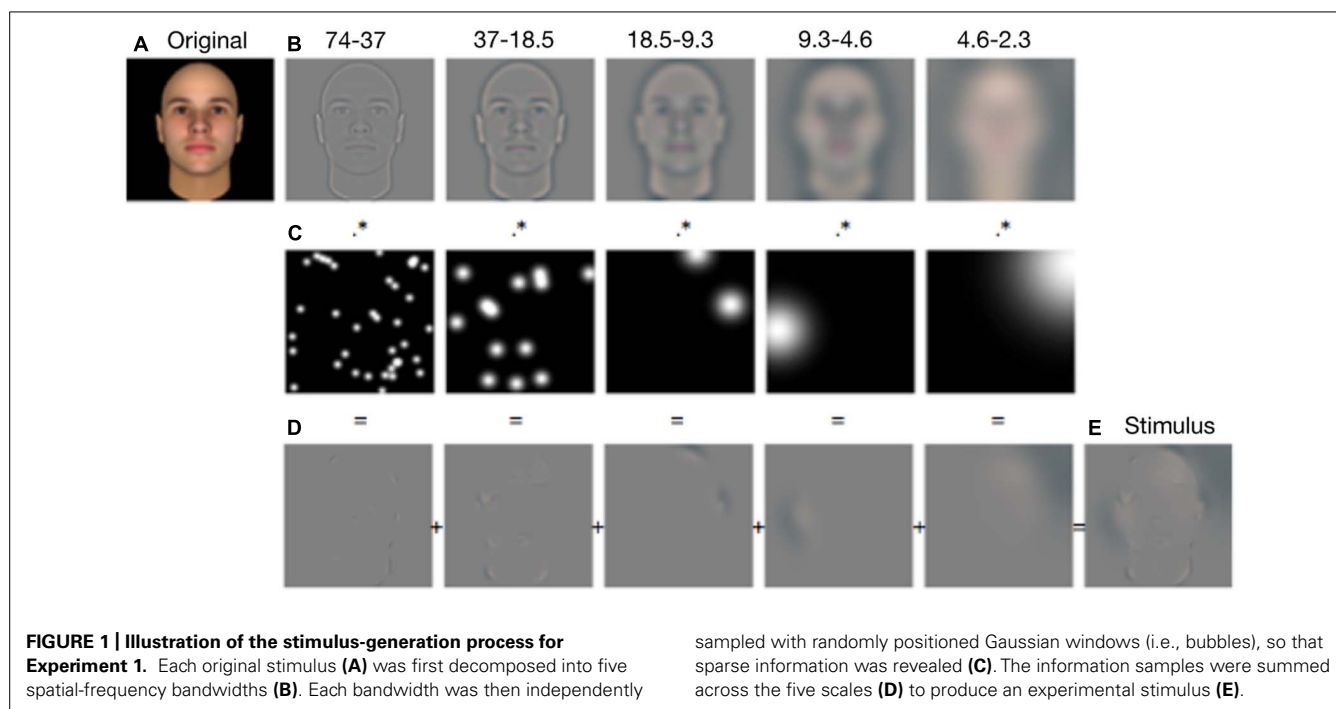 A Original B 74-37 37-18.5 18.5-9.3 9.3-4.6 4.6-2.3
C .* .* .* .* .*
D = = = = = E Stimulus
+ + + + =
FIGURE 1 | Illustration of the stimulus-generation process for
Experiment 1. Each original stimulus (A) was first decomposed into five
spatial-frequency bandwidths (B). Each bandwidth was then independently
sampled with randomly positioned Gaussian windows (i.e., bubbles), so that
sparse information was revealed (C). The information samples were summed
across the five scales (D) to produce an experimental stimulus (E).